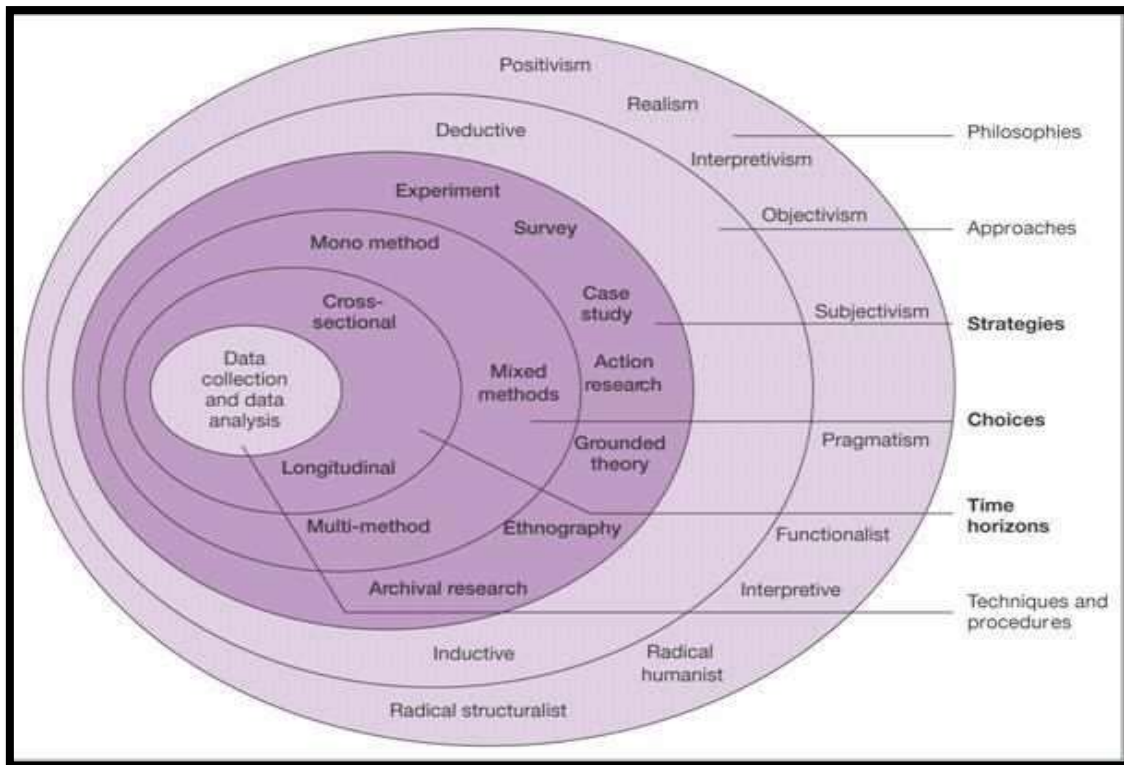 Positivism
Realism
Deductive
Philosophies
Interpretivism
Experiment
Objectivism
Survey
Approaches
Mono method
Cross-
sectional
Case
study
Subjectivism
Strategies
Data
collection
and data
analysis
Mixed
methods
Action
research
Choices
Pragmatism
Grounded
theory
Longitudinal
Time
horizons
Multi-method
Ethnography
Functionalist
Archival research
Interpretive
Techniques and
procedures
Inductive
Radical
humanist
Radical structuralist